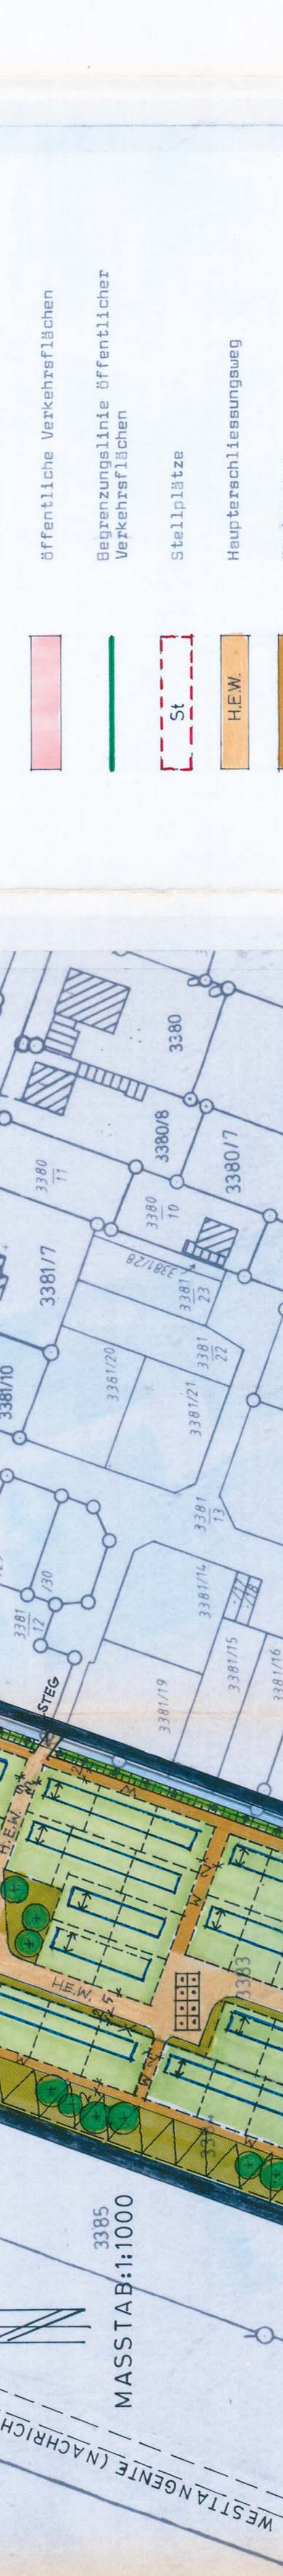 öffentliche Verkehrsflächen
Begrenzungslinie öffentlicher
Verkehrsflächen
Stellplätze
Haupterschliessungsweg
St
H.E.W.
3380
3380/8
3380/7
3380
11
3380
10
3381/7
3381/28
3381
23
3381/10
3361/20
3381
22
3381/21
3381
13
/30
3381
12
3381/14
3381/15
3381/16
3381/19
STEG
H.E.W.
H.E.W.
3383
3385
MASSTAB:1:1000
WESTTANGENTE (NACHRICH